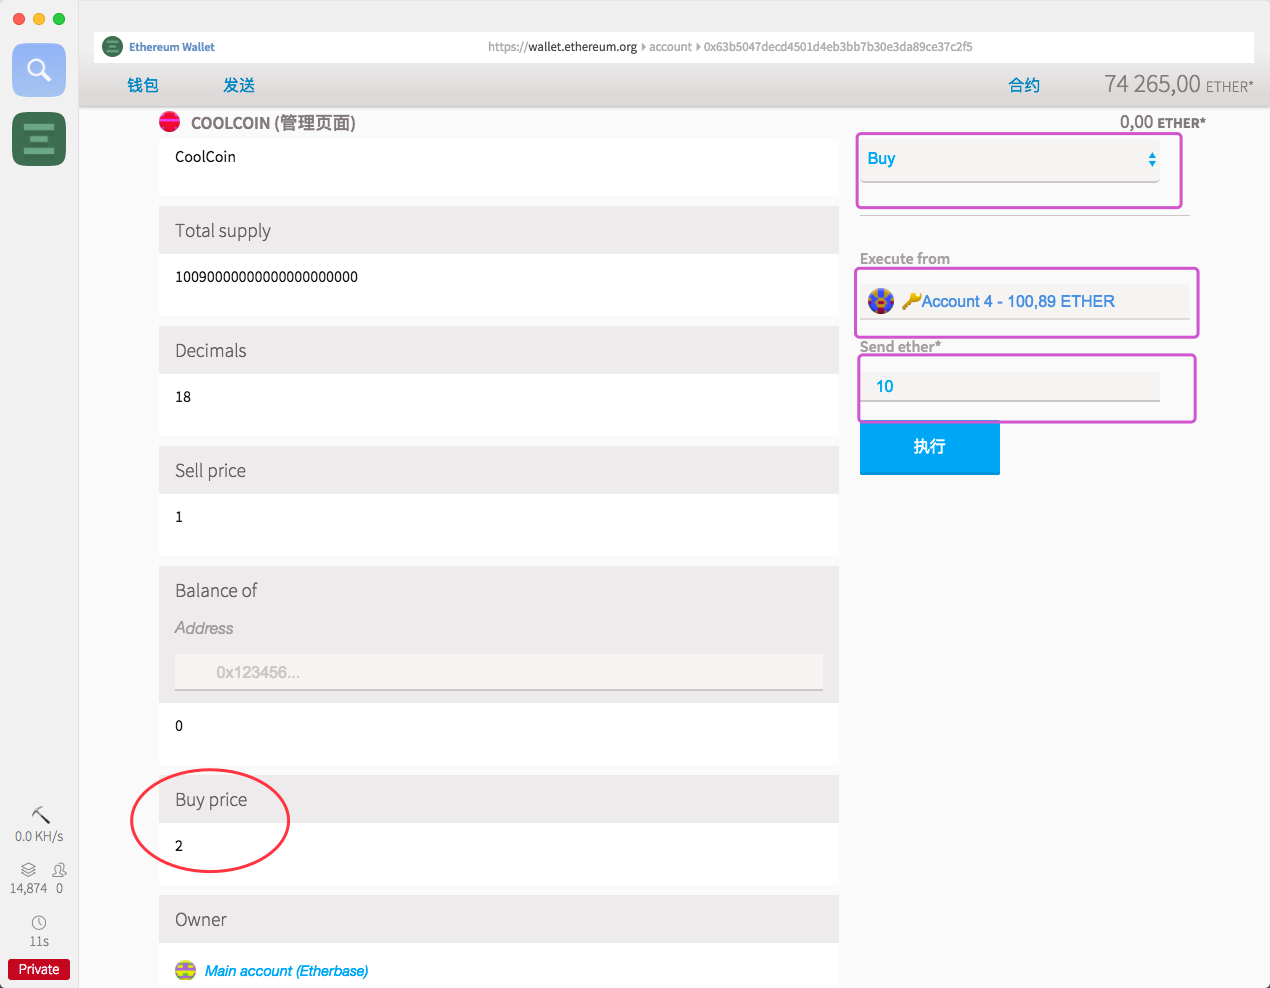 Ethereum Wallet
https://wallet.ethereum.org ▸ account ▸ 0x63b5047decd4501d4eb3bb7b30e3da89ce37c2f5
钱包 发送 合约 74 265,00 ETHER*
COOLCOIN (管理页面)
0,00 ETHER*
CoolCoin
Total supply
10090000000000000000000
Decimals
18
Sell price
1
Balance of
Address
0x123456...
0
Buy price
2
Owner
Main account (Etherbase)
Buy
Execute from
Account 4 - 100,89 ETHER
Send ether*
10
执行
0.0 KH/s
14,874 0
11s
Private